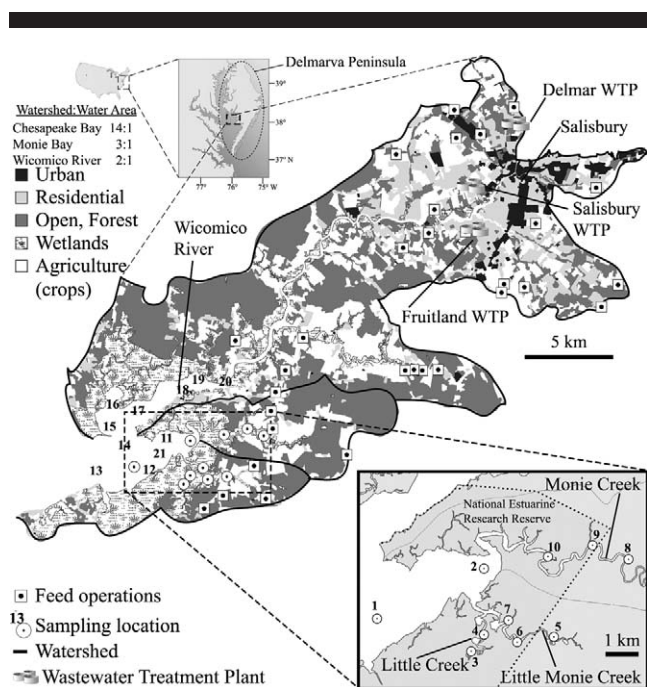 Delmarva Peninsula
39°
38°
37° N
77°
76°
75° W
Watershed:Water Area
Chesapeake Bay 14:1
Monie Bay 3:1
Wicomico River 2:1
Urban
Residential
Open, Forest
Wetlands
Agriculture
(crops)
Delmar WTP
Salisbury
Salisbury
WTP
Wicomico
River
Fruitland WTP
5 km
19
20
18
16
17
15
11
14
21
12
13
Feed operations
13
Sampling location
Watershed
Wastewater Treatment Plant
Monie Creek
National Estuarine
Research Reserve
9
10
8
2
1
7
4
6
5
3
1 km
Little Creek
Little Monie Creek